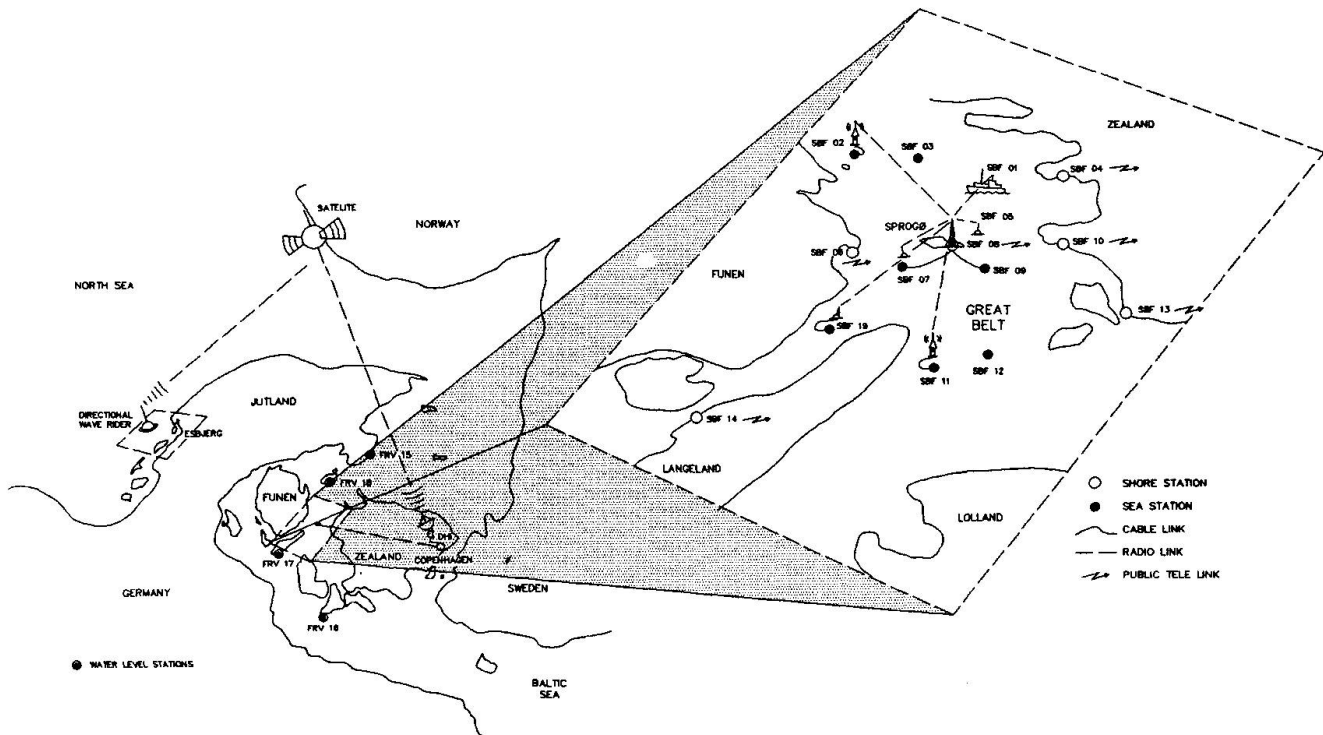 ZEALAND
SBF 02
SBF 03
SBF 01
SBF 04
SATELITE
NORWAY
SBF 05
SPROGØ
SBF 08
SBF 10
SBF 07
SBF 09
FUNEN
NORTH SEA
GREAT
BELT
SBF 13
SBF 19
SBF 11
SBF 12
JUTLAND
DIRECTIONAL
WAVE RIDER
ESBJERG
SBF 14
FRV 15
LANGELAND
FRV 18
FUNEN
SHORE STATION
SEA STATION
LOLLAND
CABLE LINK
DHI
RADIO LINK
ZEALAND
COPENHAGEN
FRV 17
PUBLIC TELE LINK
GERMANY
SWEDEN
FRV 16
WATER LEVEL STATIONS
BALTIC
SEA